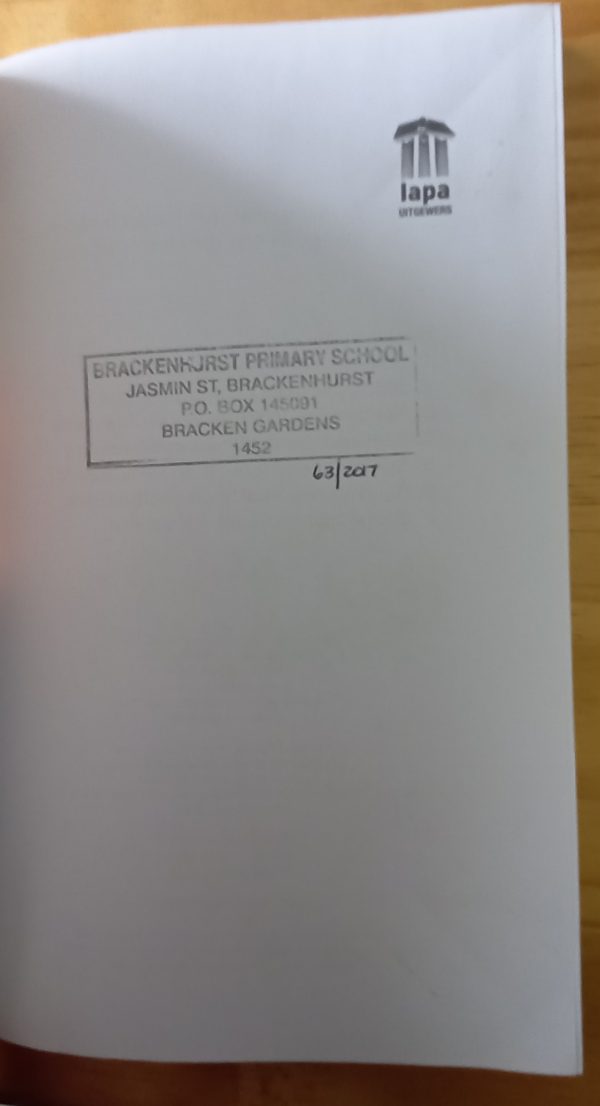 lapa
UITGEWERS
BRACKENHURST PRIMARY SCHOOL
JASMIN ST, BRACKENHURST
P.O. BOX 145091
BRACKEN GARDENS
1452
63/2017